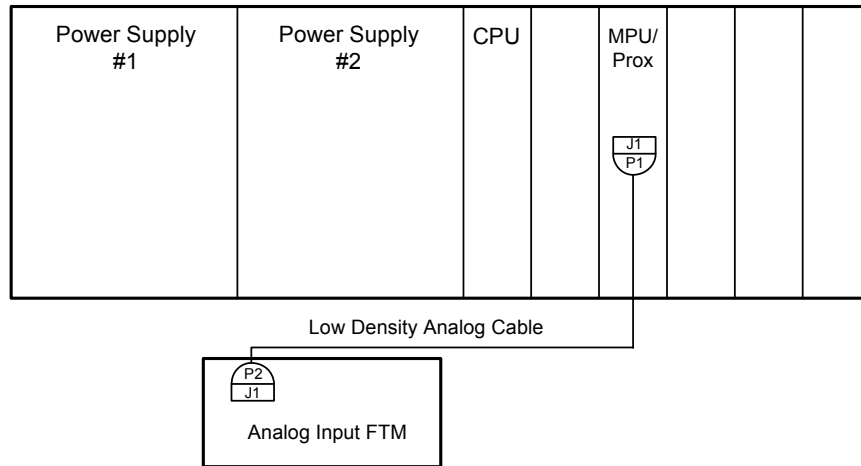 Power Supply
#1
Power Supply
#2
CPU
MPU/
Prox
J1
P1
Low Density Analog Cable
P2
J1
Analog Input FTM